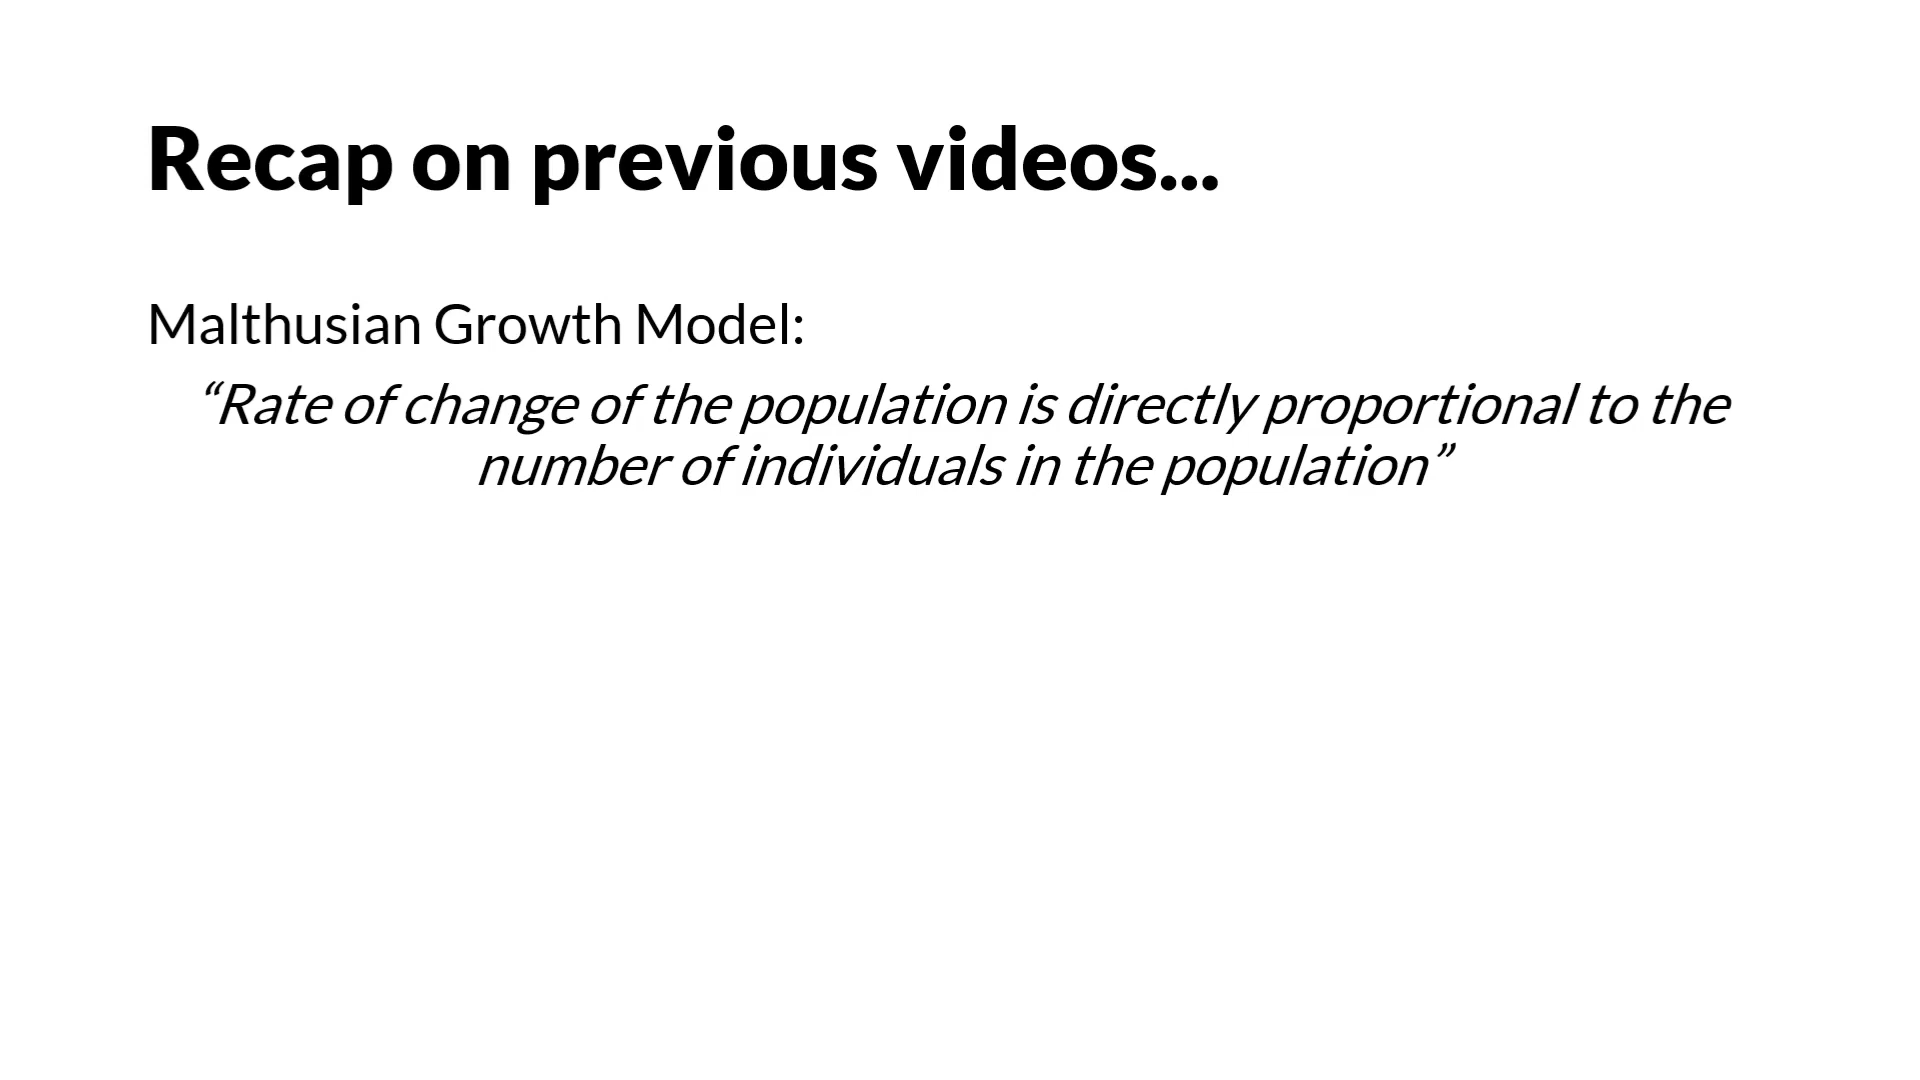 Recap on previous videos...
Malthusian Growth Model:
“Rate of change of the population is directly proportional to the
number of individuals in the population”